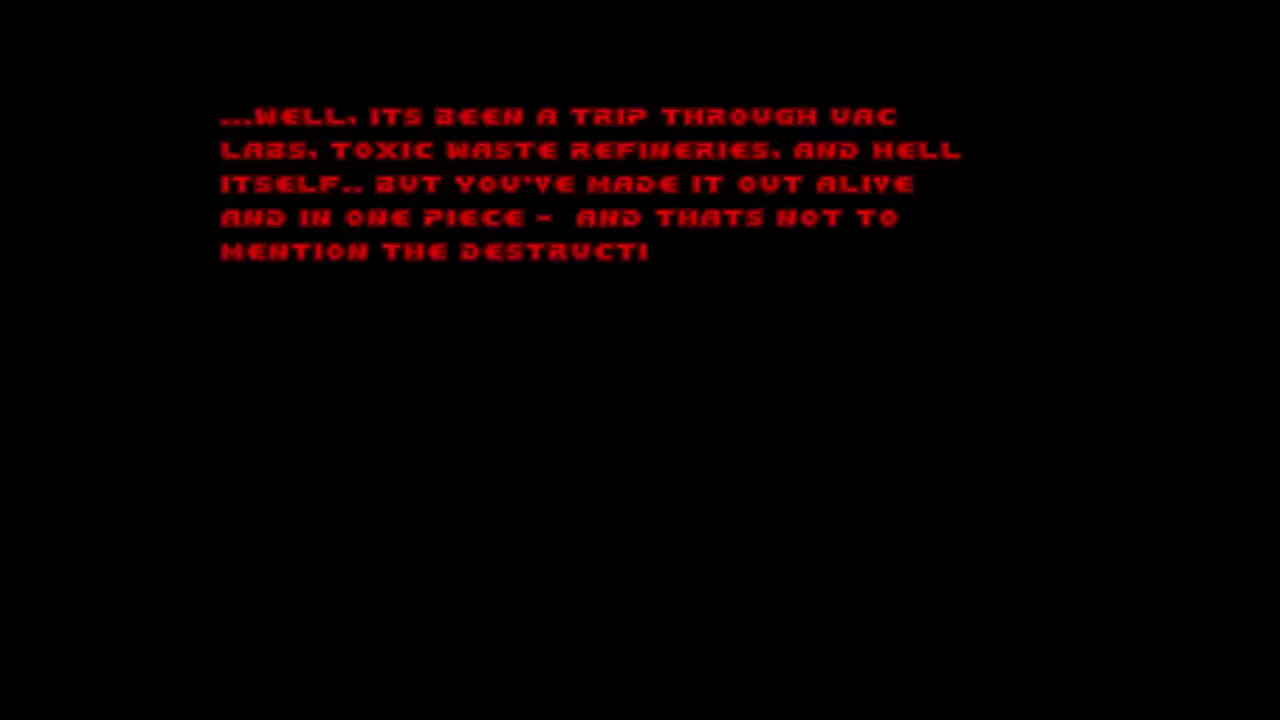 ...WELL, ITS BEEN A TRIP THROUGH UAC
LABS, TOXIC WASTE REFINERIES, AND HELL
ITSELF.. BUT YOU'VE MADE IT OUT ALIVE
AND IN ONE PIECE - AND THATS NOT TO
MENTION THE DESTRUCTI